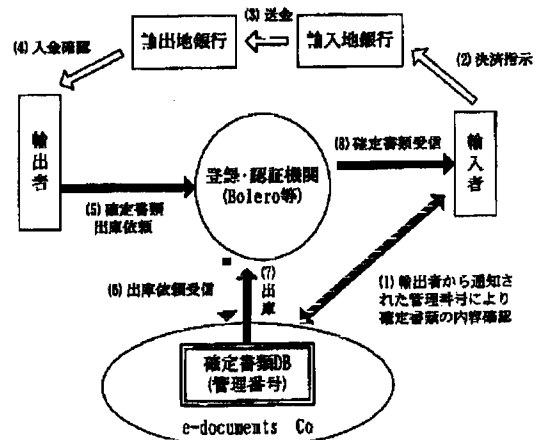 (3) 送金
(4) 入金確認
輸出地銀行
輸入地銀行
(2) 決済指示
輸出者
登録・認証機関
(Bolero等)
(8) 確定書類受信
輸入者
(5) 確定書類
出庫依頼
(6) 出庫依頼受信
(7)出庫
(1) 輸出者から通知さ
れた管理番号により
確定書類の内容確認
確定書類DB
(管理番号)
e-documents Co